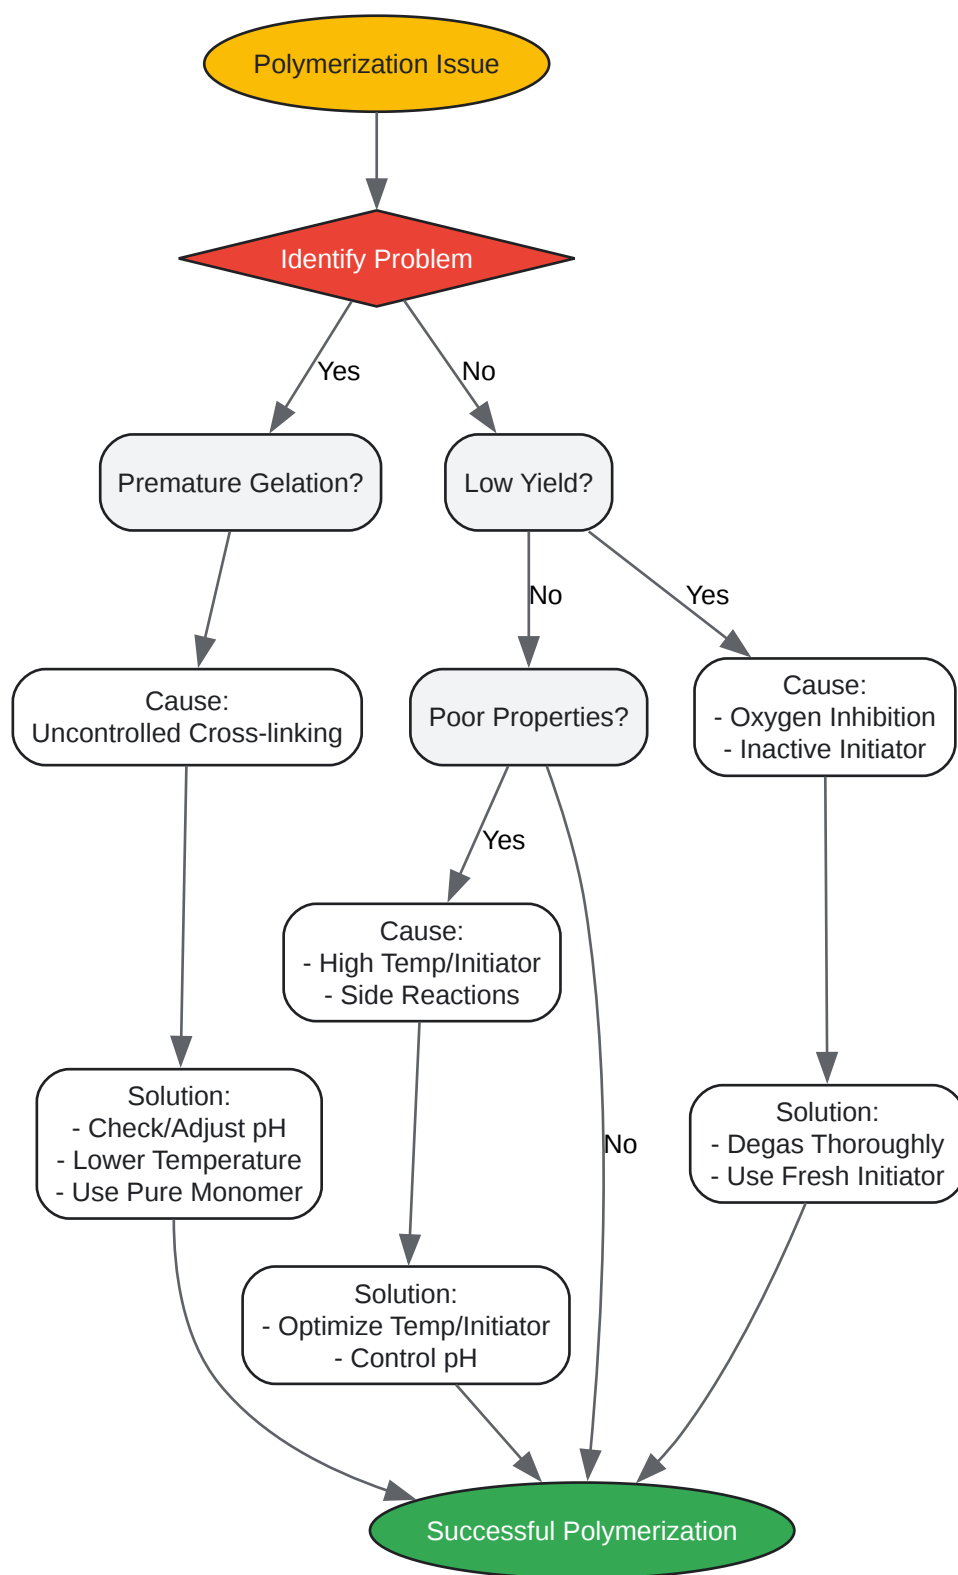 Polymerization Issue
Identify Problem
Yes
No
Premature Gelation?
Low Yield?
No
Yes
Cause:
Uncontrolled Cross-linking
Poor Properties?
Cause:
- Oxygen Inhibition
- Inactive Initiator
Yes
Cause:
- High Temp/Initiator
- Side Reactions
Solution:
- Check/Adjust pH
- Lower Temperature
- Use Pure Monomer
No
Solution:
- Degas Thoroughly
- Use Fresh Initiator
Solution:
- Optimize Temp/Initiator
- Control pH
Successful Polymerization